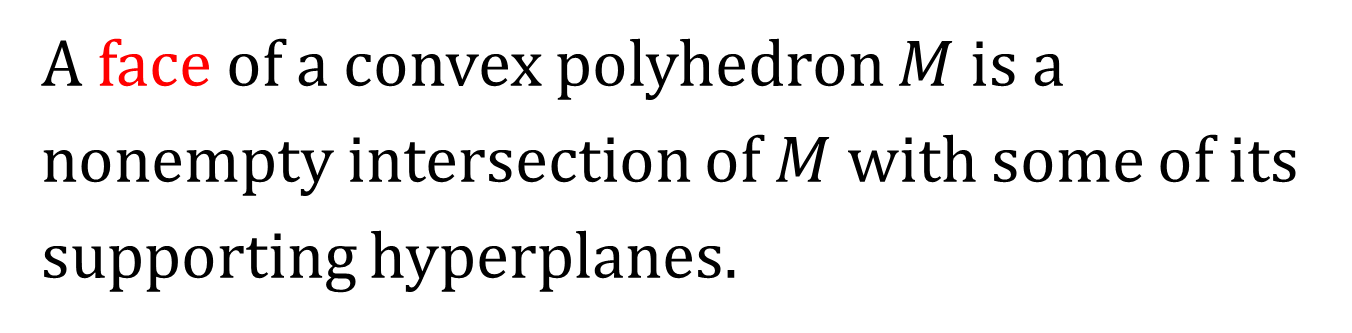 A face of a convex polyhedron M is a
nonempty intersection of M with some of its
supporting hyperplanes.